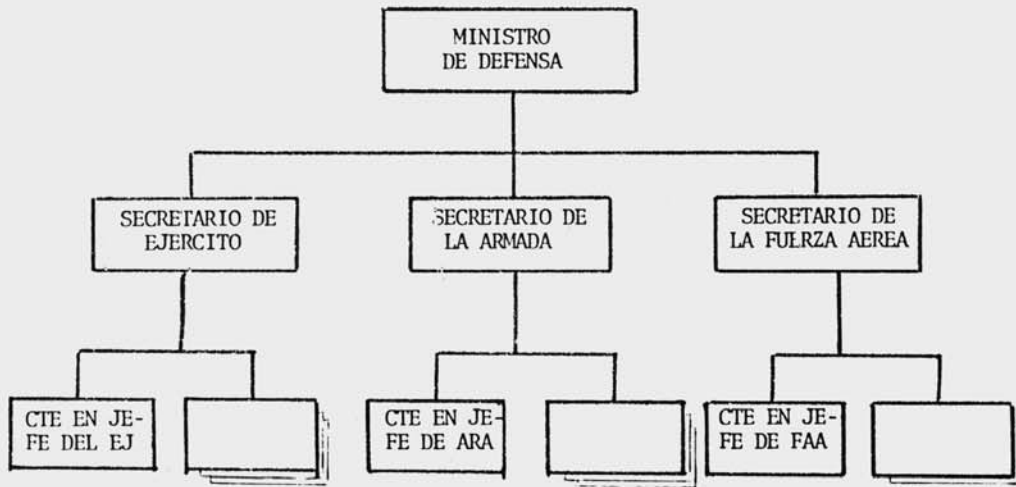 MINISTRO
DE DEFENSA
SECRETARIO DE
EJERCITO
SECRETARIO DE
LA ARMADA
SECRETARIO DE
LA FUERZA AEREA
CTE EN JE-
FE DEL EJ
CTE EN JE-
FE DE ARA
CTE EN JE-
FE DE FAA